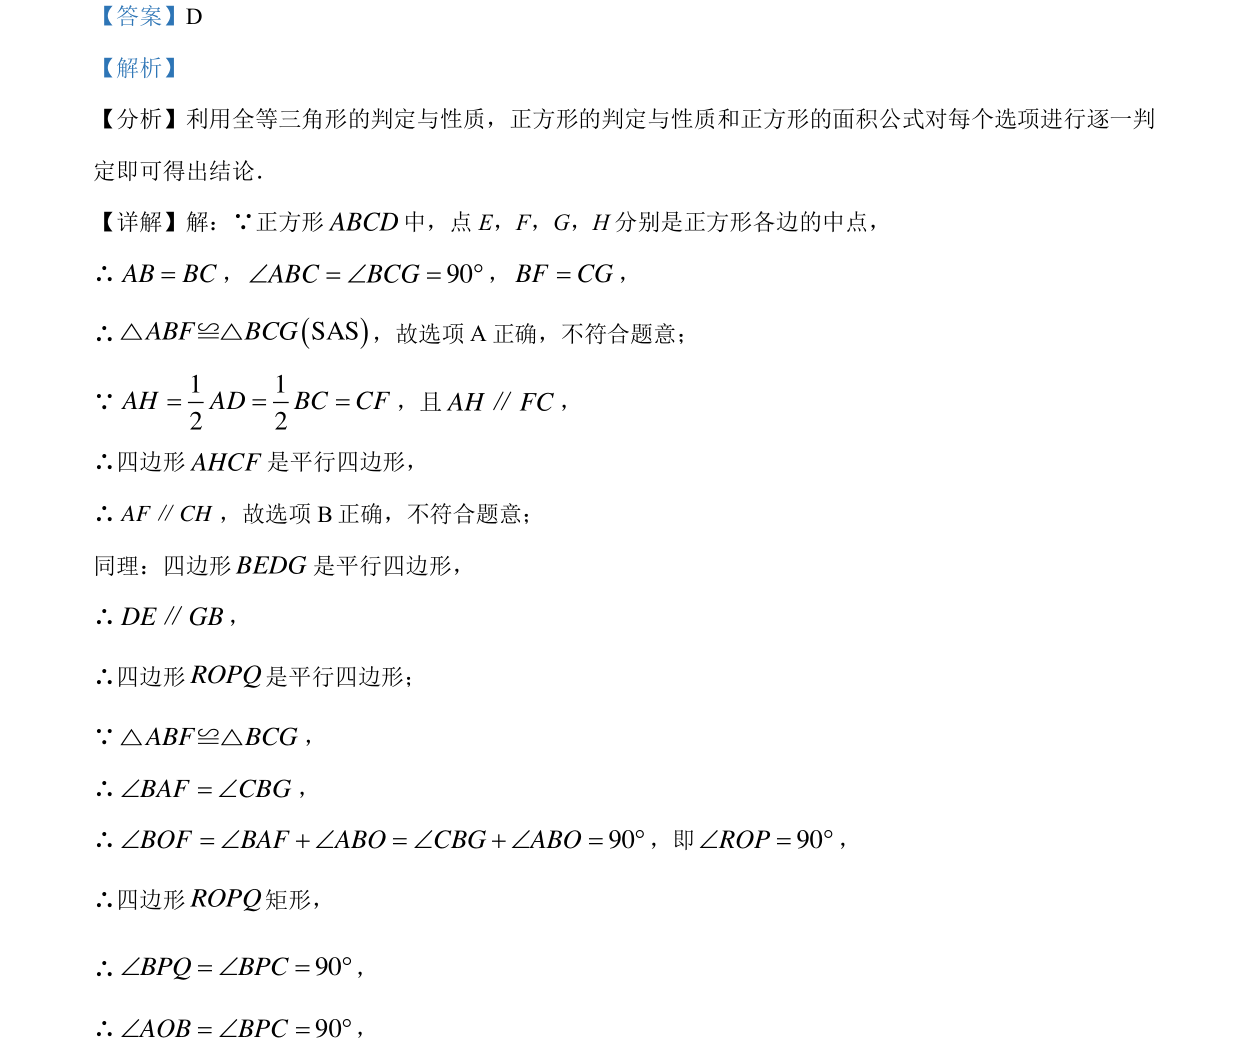 【答案】D
【解析】
【分析】利用全等三角形的判定与性质，正方形的判定与性质和正方形的面积公式对每个选项进行逐一判
定即可得出结论．
【详解】解：∵正方形ABCD中，点E，F，G，H分别是正方形各边的中点，
∴AB=BC，∠ABC=∠BCG=90°，BF=CG，
∴△ABF≌△BCG(SAS)，故选项A正确，不符合题意；
∵AH=1/2AD=1/2BC=CF，且AH∥FC，
∴四边形AHCF是平行四边形，
∴AF∥CH，故选项B正确，不符合题意；
同理：四边形BEDG是平行四边形，
∴DE∥GB，
∴四边形ROPQ是平行四边形；
∵△ABF≌△BCG，
∴∠BAF=∠CBG，
∴∠BOF=∠BAF+∠ABO=∠CBG+∠ABO=90°，即∠ROP=90°，
∴四边形ROPQ矩形，
∴∠BPQ=∠BPC=90°，
∴∠AOB=∠BPC=90°，